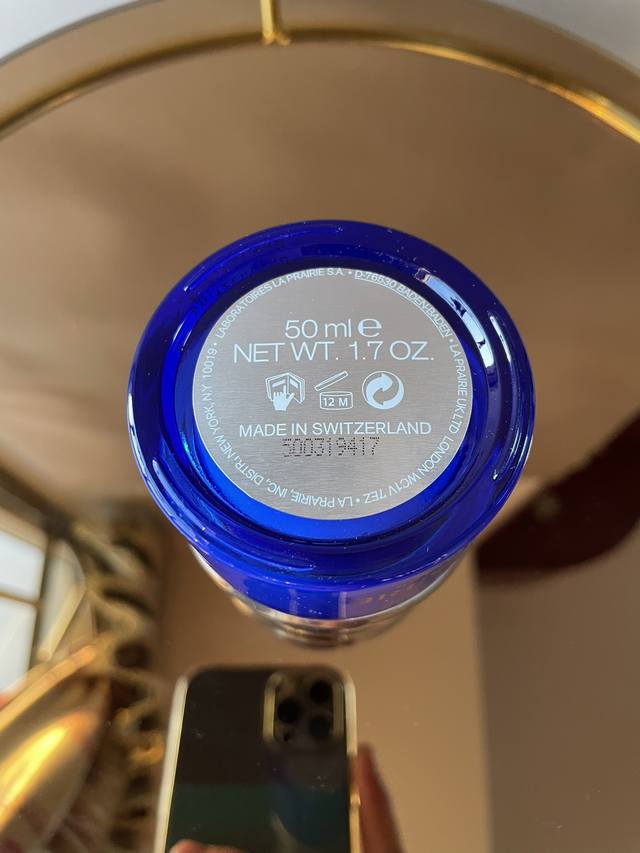 LABORATOIRES LA PRAIRIE S.A. • D-76530 BADEN-BADEN • LA PRAIRIE UK LTD LONDON WC1V 7EZ • LA PRAIRIE, INC, DISTR. NEW YORK, NY 10019 •
50 ml ℮
NET WT. 1.7 OZ.
12 M
MADE IN SWITZERLAND
500319417